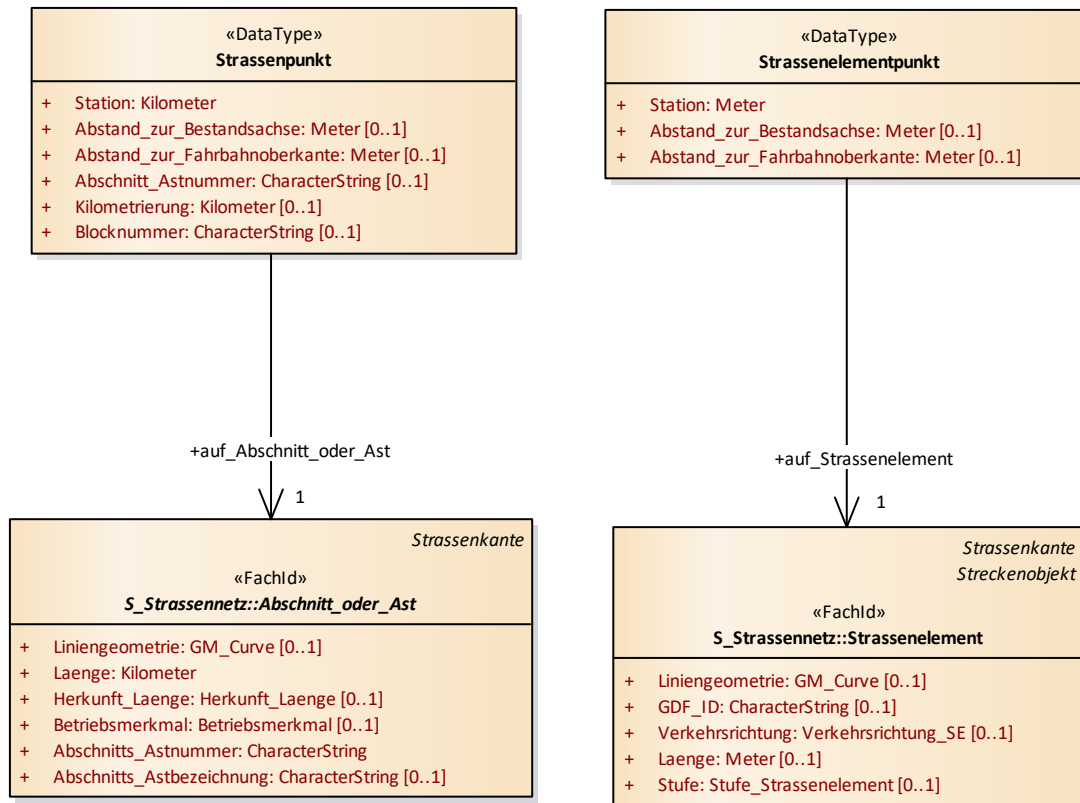 «DataType»
Strassenpunkt
+ Station: Kilometer
+ Abstand_zur_Bestandsachse: Meter [0..1]
+ Abstand_zur_Fahrbahnoberkante: Meter [0..1]
+ Abschnitt_Astnummer: CharacterString [0..1]
+ Kilometrierung: Kilometer [0..1]
+ Blocknummer: CharacterString [0..1]
«DataType»
Strassenelementpunkt
+ Station: Meter
+ Abstand_zur_Bestandsachse: Meter [0..1]
+ Abstand_zur_Fahrbahnoberkante: Meter [0..1]
+auf_Abschnitt_oder_Ast
1
+auf_Strassenelement
1
Strassenkante
«FachId»
S_Strassennetz::Abschnitt_oder_Ast
+ Liniengeometrie: GM_Curve [0..1]
+ Laenge: Kilometer
+ Herkunft_Laenge: Herkunft_Laenge [0..1]
+ Betriebsmerkmal: Betriebsmerkmal [0..1]
+ Abschnitts_Astnummer: CharacterString
+ Abschnitts_Astbezeichnung: CharacterString [0..1]
Strassenkante
Streckenobjekt
«FachId»
S_Strassennetz::Strassenelement
+ Liniengeometrie: GM_Curve [0..1]
+ GDF_ID: CharacterString [0..1]
+ Verkehrsrichtung: Verkehrsrichtung_SE [0..1]
+ Laenge: Meter [0..1]
+ Stufe: Stufe_Strassenelement [0..1]